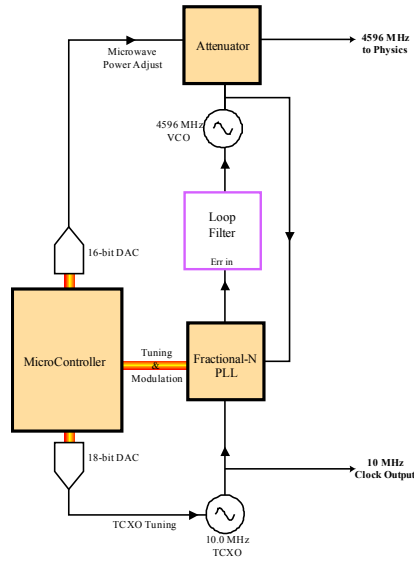 Attenuator
4596 MHz
to Physics
Microwave
Power Adjust
4596 MHz
VCO
Loop
Filter
Err in
16-bit DAC
MicroController
Tuning
&
Modulation
Fractional-N
PLL
18-bit DAC
10 MHz
Clock Output
TCXO Tuning
10.0 MHz
TCXO